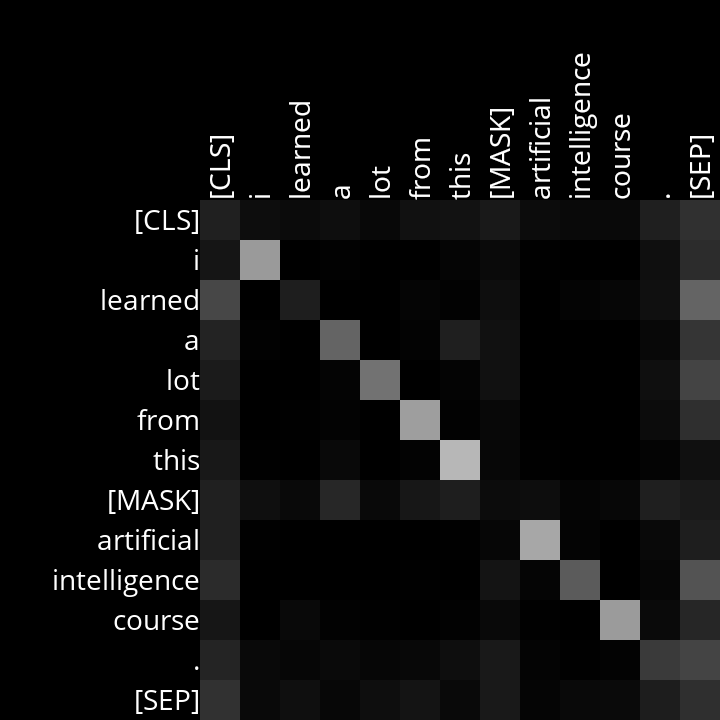 [CLS] i learned a lot from this [MASK] artificial intelligence course . [SEP]
[CLS]
i
learned
a
lot
from
this
[MASK]
artificial
intelligence
course
.
[SEP]